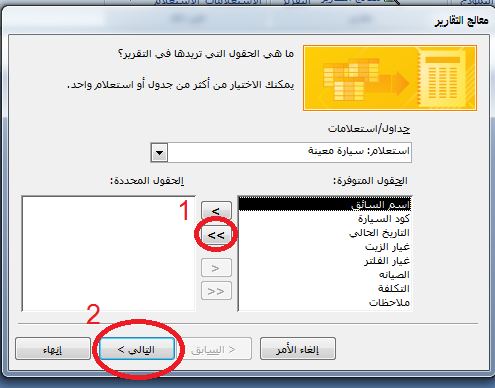 معالج التقارير
ما هي الحقول التي تريدها في التقرير؟
يمكنك الاختيار من أكثر من جدول أو استعلام واحد.
جداول/استعلامات
استعلام: سيارة معينة
الحقول المتوفرة:
الحقول المحددة:
اسم السائق
كود السيارة
التاريخ الحالي
غيار الزيت
غيار الفلتر
الصيانه
التكلفة
ملاحظات
1
>
>>
<
<<
2
إلغاء الأمر
< السابق
التالي >
إنهاء